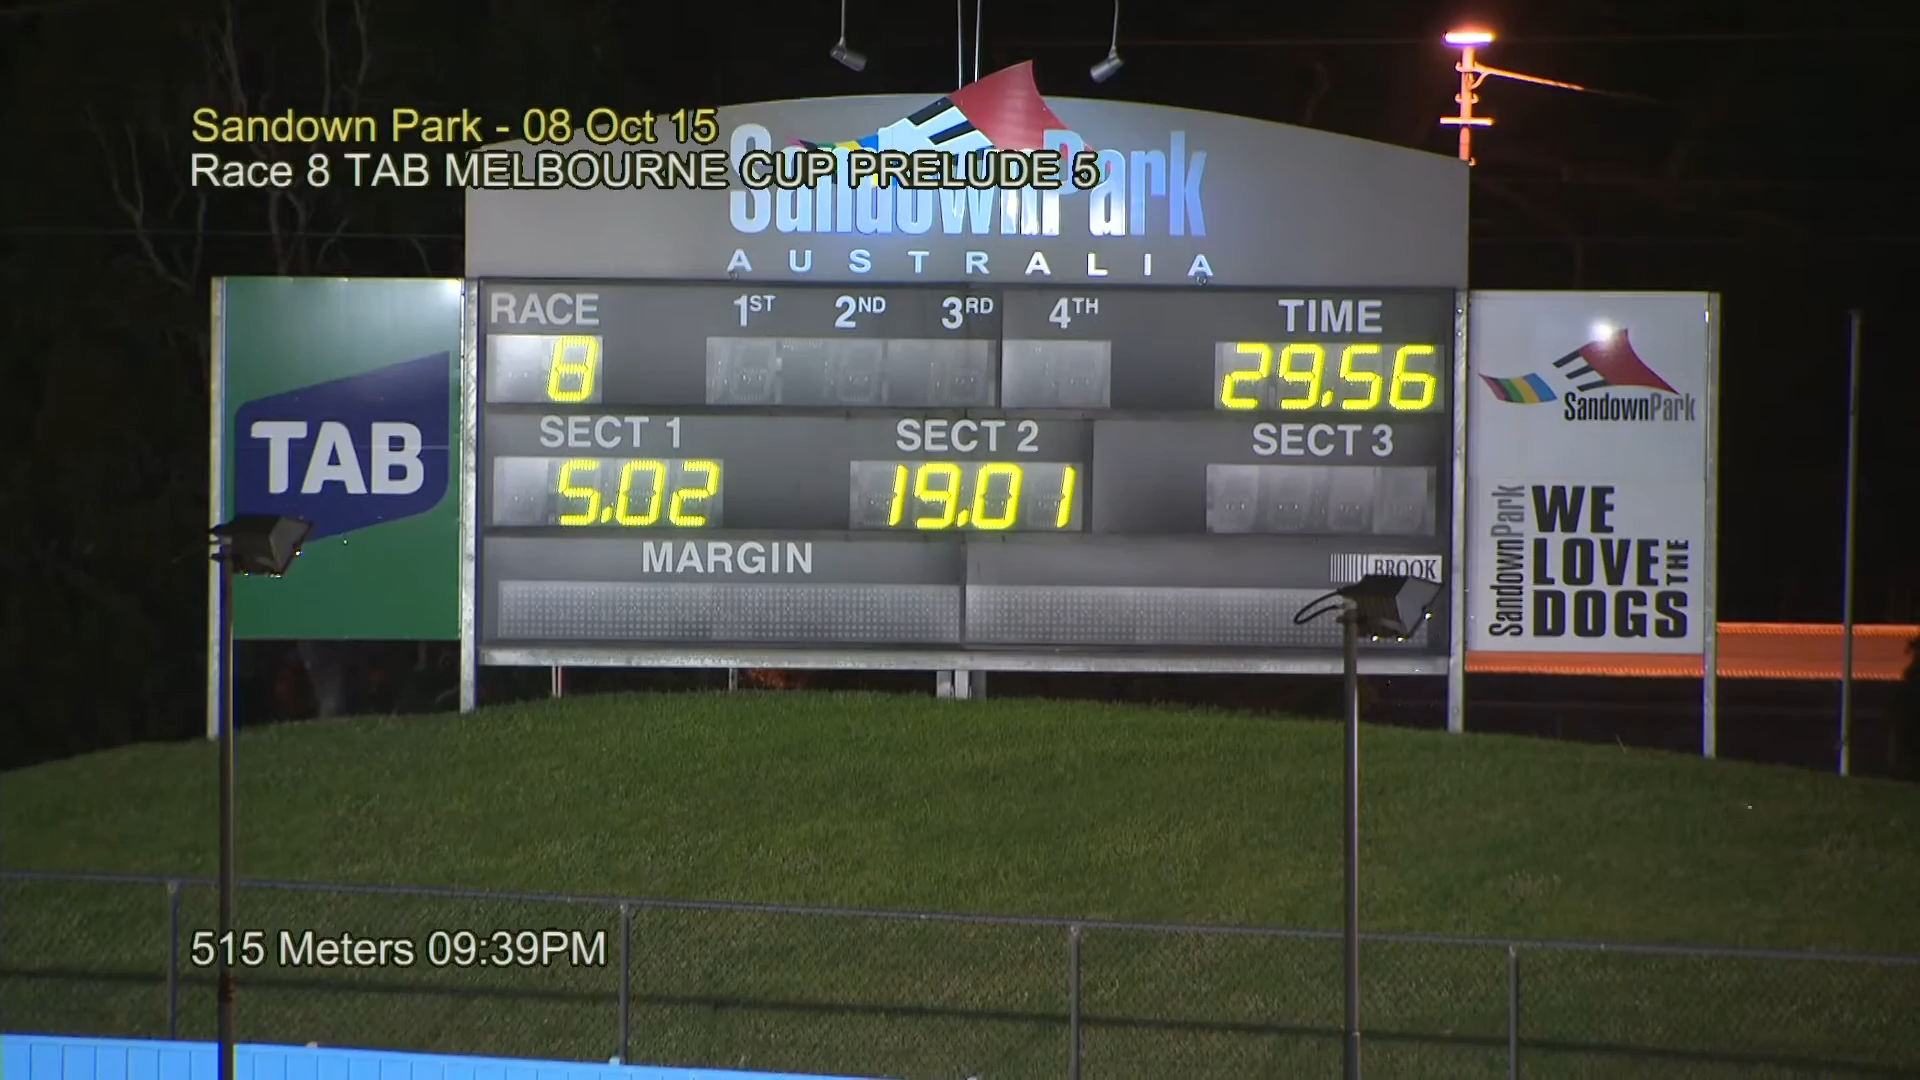 Sandown Park - 08 Oct 15
Race 8 TAB MELBOURNE CUP PRELUDE 5
SandownPark
AUSTRALIA
RACE 1ST 2ND 3RD 4TH TIME
8 29.56
SECT 1 SECT 2 SECT 3
5.02 19.01
MARGIN
BROOK
TAB
SandownPark
SandownPark
WE
LOVE THE
DOGS
515 Meters 09:39PM